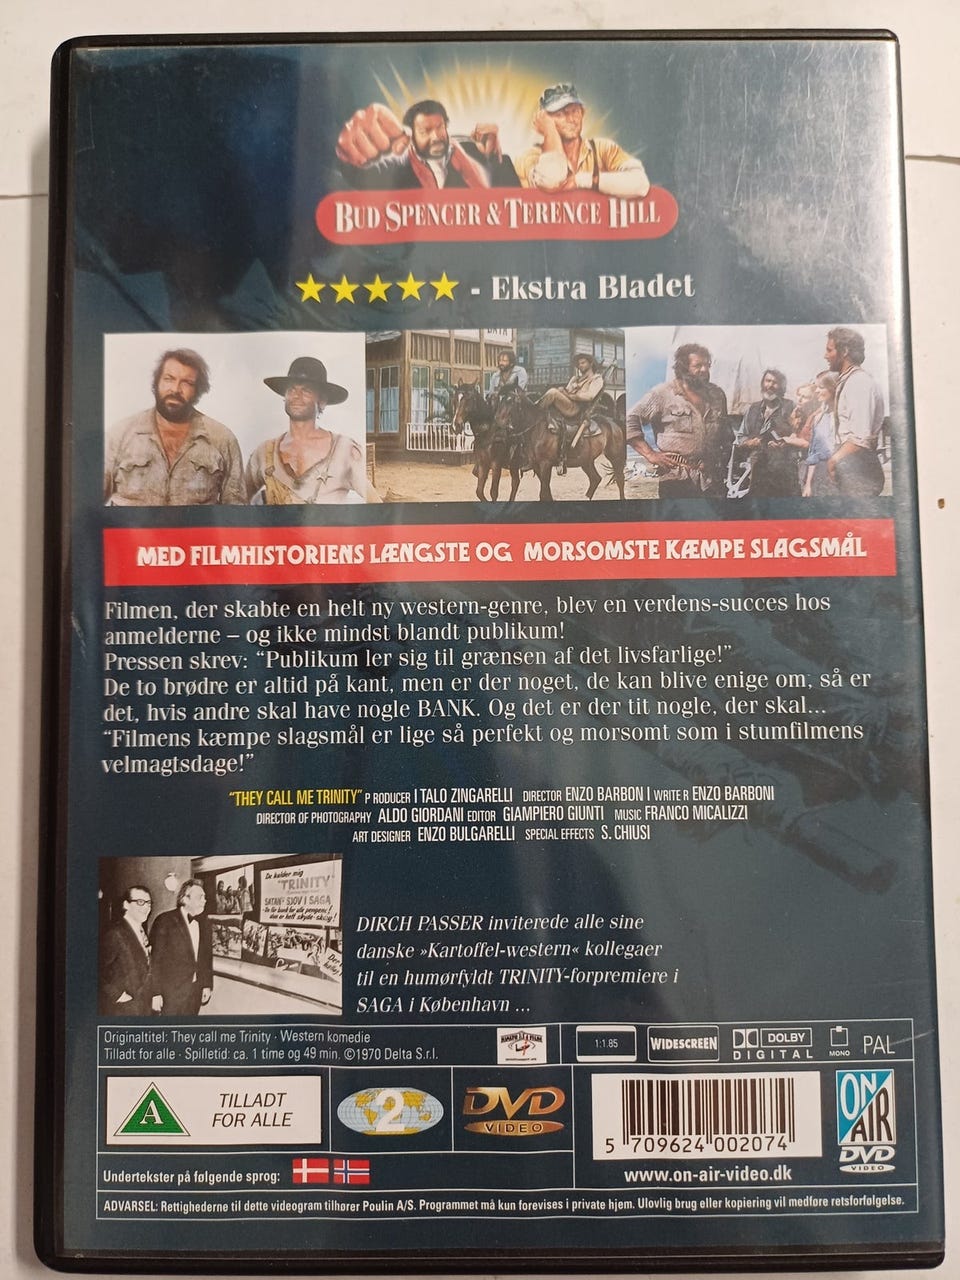 BUD SPENCER & TERENCE HILL
- Ekstra Bladet
MED FILMHISTORIENS LÆNGSTE OG MORSOMSTE KÆMPE SLAGSMÅL
Filmen, der skabte en helt ny western-genre, blev en verdens-succes hos
anmelderne – og ikke mindst blandt publikum!
Pressen skrev: “Publikum ler sig til grænsen af det livsfarlige!”
De to brødre er altid på kant, men er der noget, de kan blive enige om, så er
det, hvis andre skal have nogle BANK. Og det er der tit nogle, der skal...
“Filmens kæmpe slagsmål er lige så perfekt og morsomt som i stumfilmens
velmagtsdage!”
“THEY CALL ME TRINITY” P RODUCER I TALO ZINGARELLI DIRECTOR ENZO BARBON I WRITE R ENZO BARBONI
DIRECTOR OF PHOTOGRAPHY ALDO GIORDANI EDITOR GIAMPIERO GIUNTI MUSIC FRANCO MICALIZZI
ART DESIGNER ENZO BULGARELLI SPECIAL EFFECTS S. CHIUSI
De kalder mig
"TRINITY"
SATANS SJOV I SAGA
DIRCH PASSER inviterede alle sine
danske »Kartoffel-western« kollegaer
til en humørfyldt TRINITY-forpremiere i
SAGA i København ...
Originaltitel: They call me Trinity · Western komedie
Tilladt for alle · Spilletid: ca. 1 time og 49 min. ©1970 Delta S.r.l.
1:1.85
WIDESCREEN
DOLBY
DIGITAL
MONO
PAL
A
TILLADT
FOR ALLE
2
DVD
VIDEO
5 709624 002074
ON
AIR
DVD
VIDEO
Undertekster på følgende sprog:
www.on-air-video.dk
ADVARSEL: Rettighederne til dette videogram tilhører Poulin A/S. Programmet må kun forevises i private hjem. Ulovlig brug eller kopiering vil medføre retsforfølgelse.